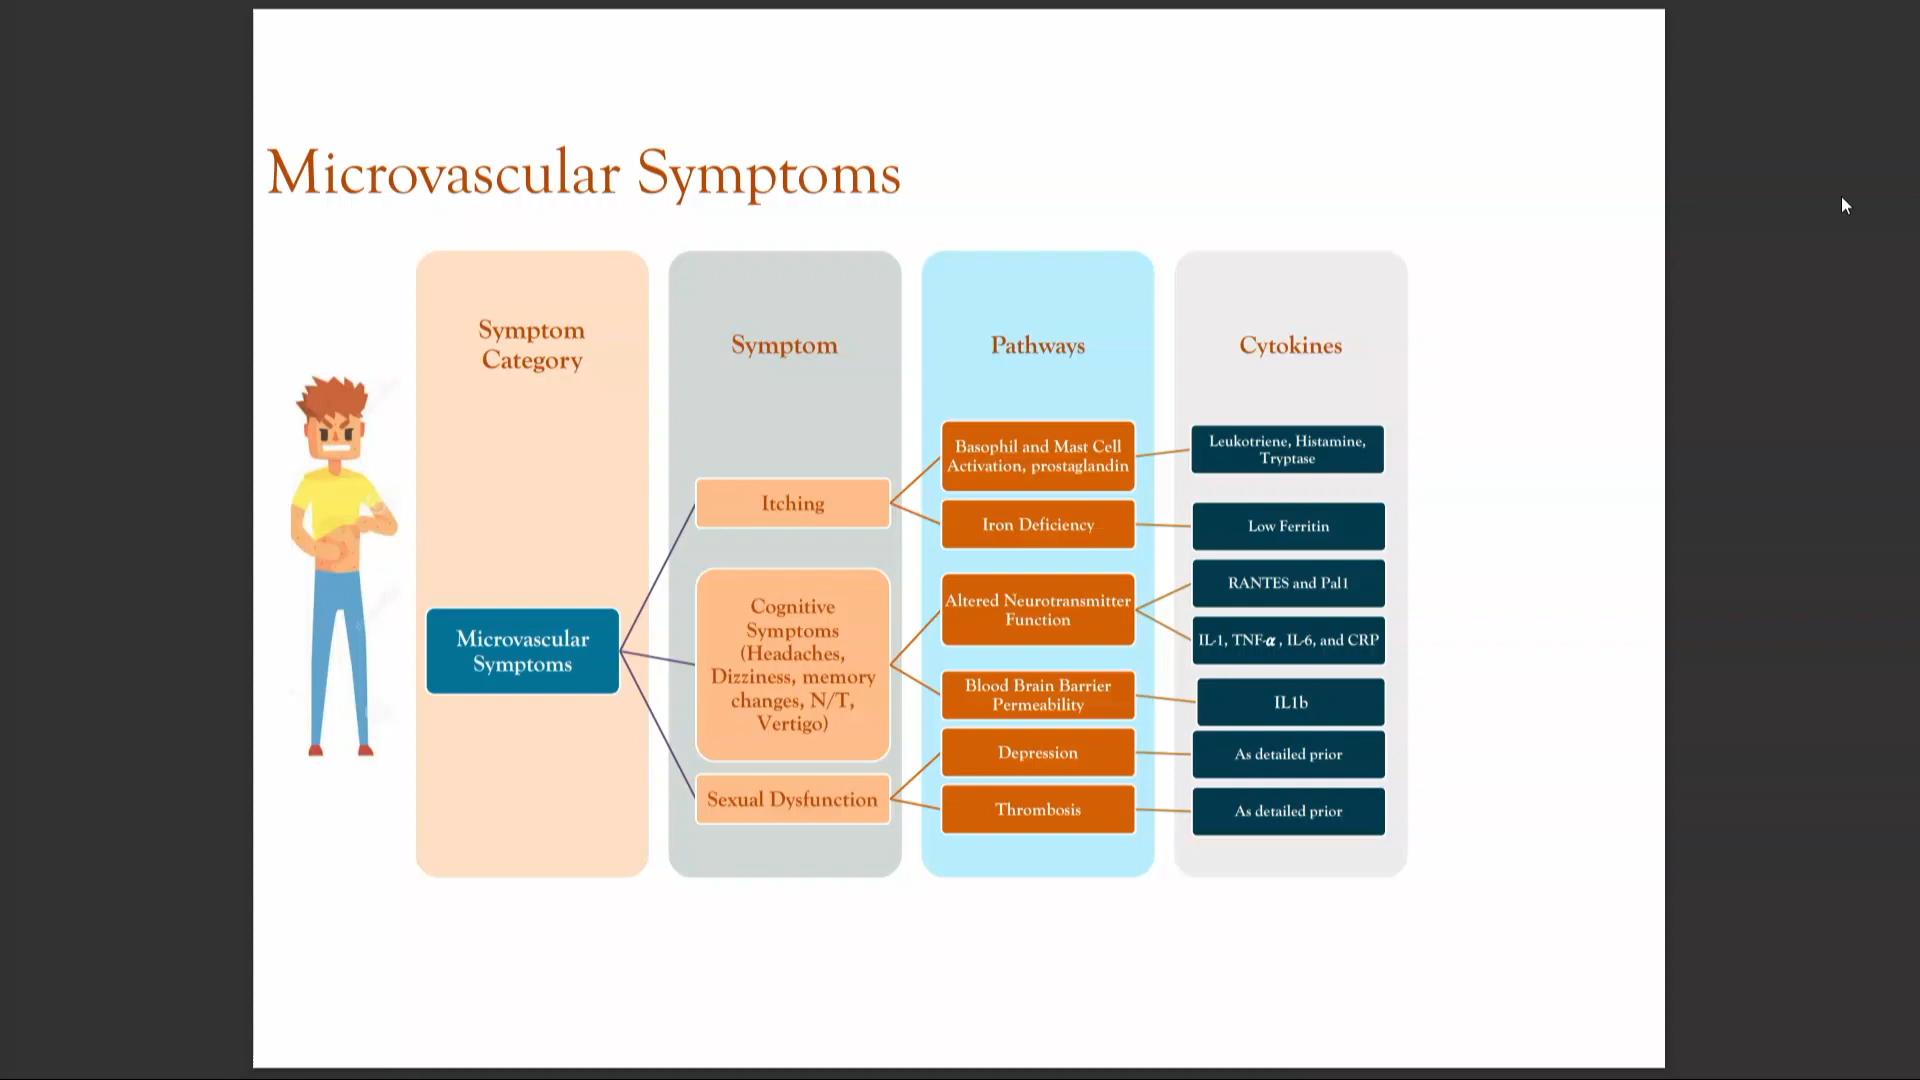 Microvascular Symptoms
Symptom
Category
Symptom
Pathways
Cytokines
Microvascular
Symptoms
Itching
Cognitive
Symptoms
(Headaches,
Dizziness, memory
changes, N/T,
Vertigo)
Sexual Dysfunction
Basophil and Mast Cell
Activation, prostaglandin
Iron Deficiency
Altered Neurotransmitter
Function
Blood Brain Barrier
Permeability
Depression
Thrombosis
Leukotriene, Histamine,
Tryptase
Low Ferritin
RANTES and Pal1
IL-1, TNF-α , IL-6, and CRP
IL1b
As detailed prior
As detailed prior